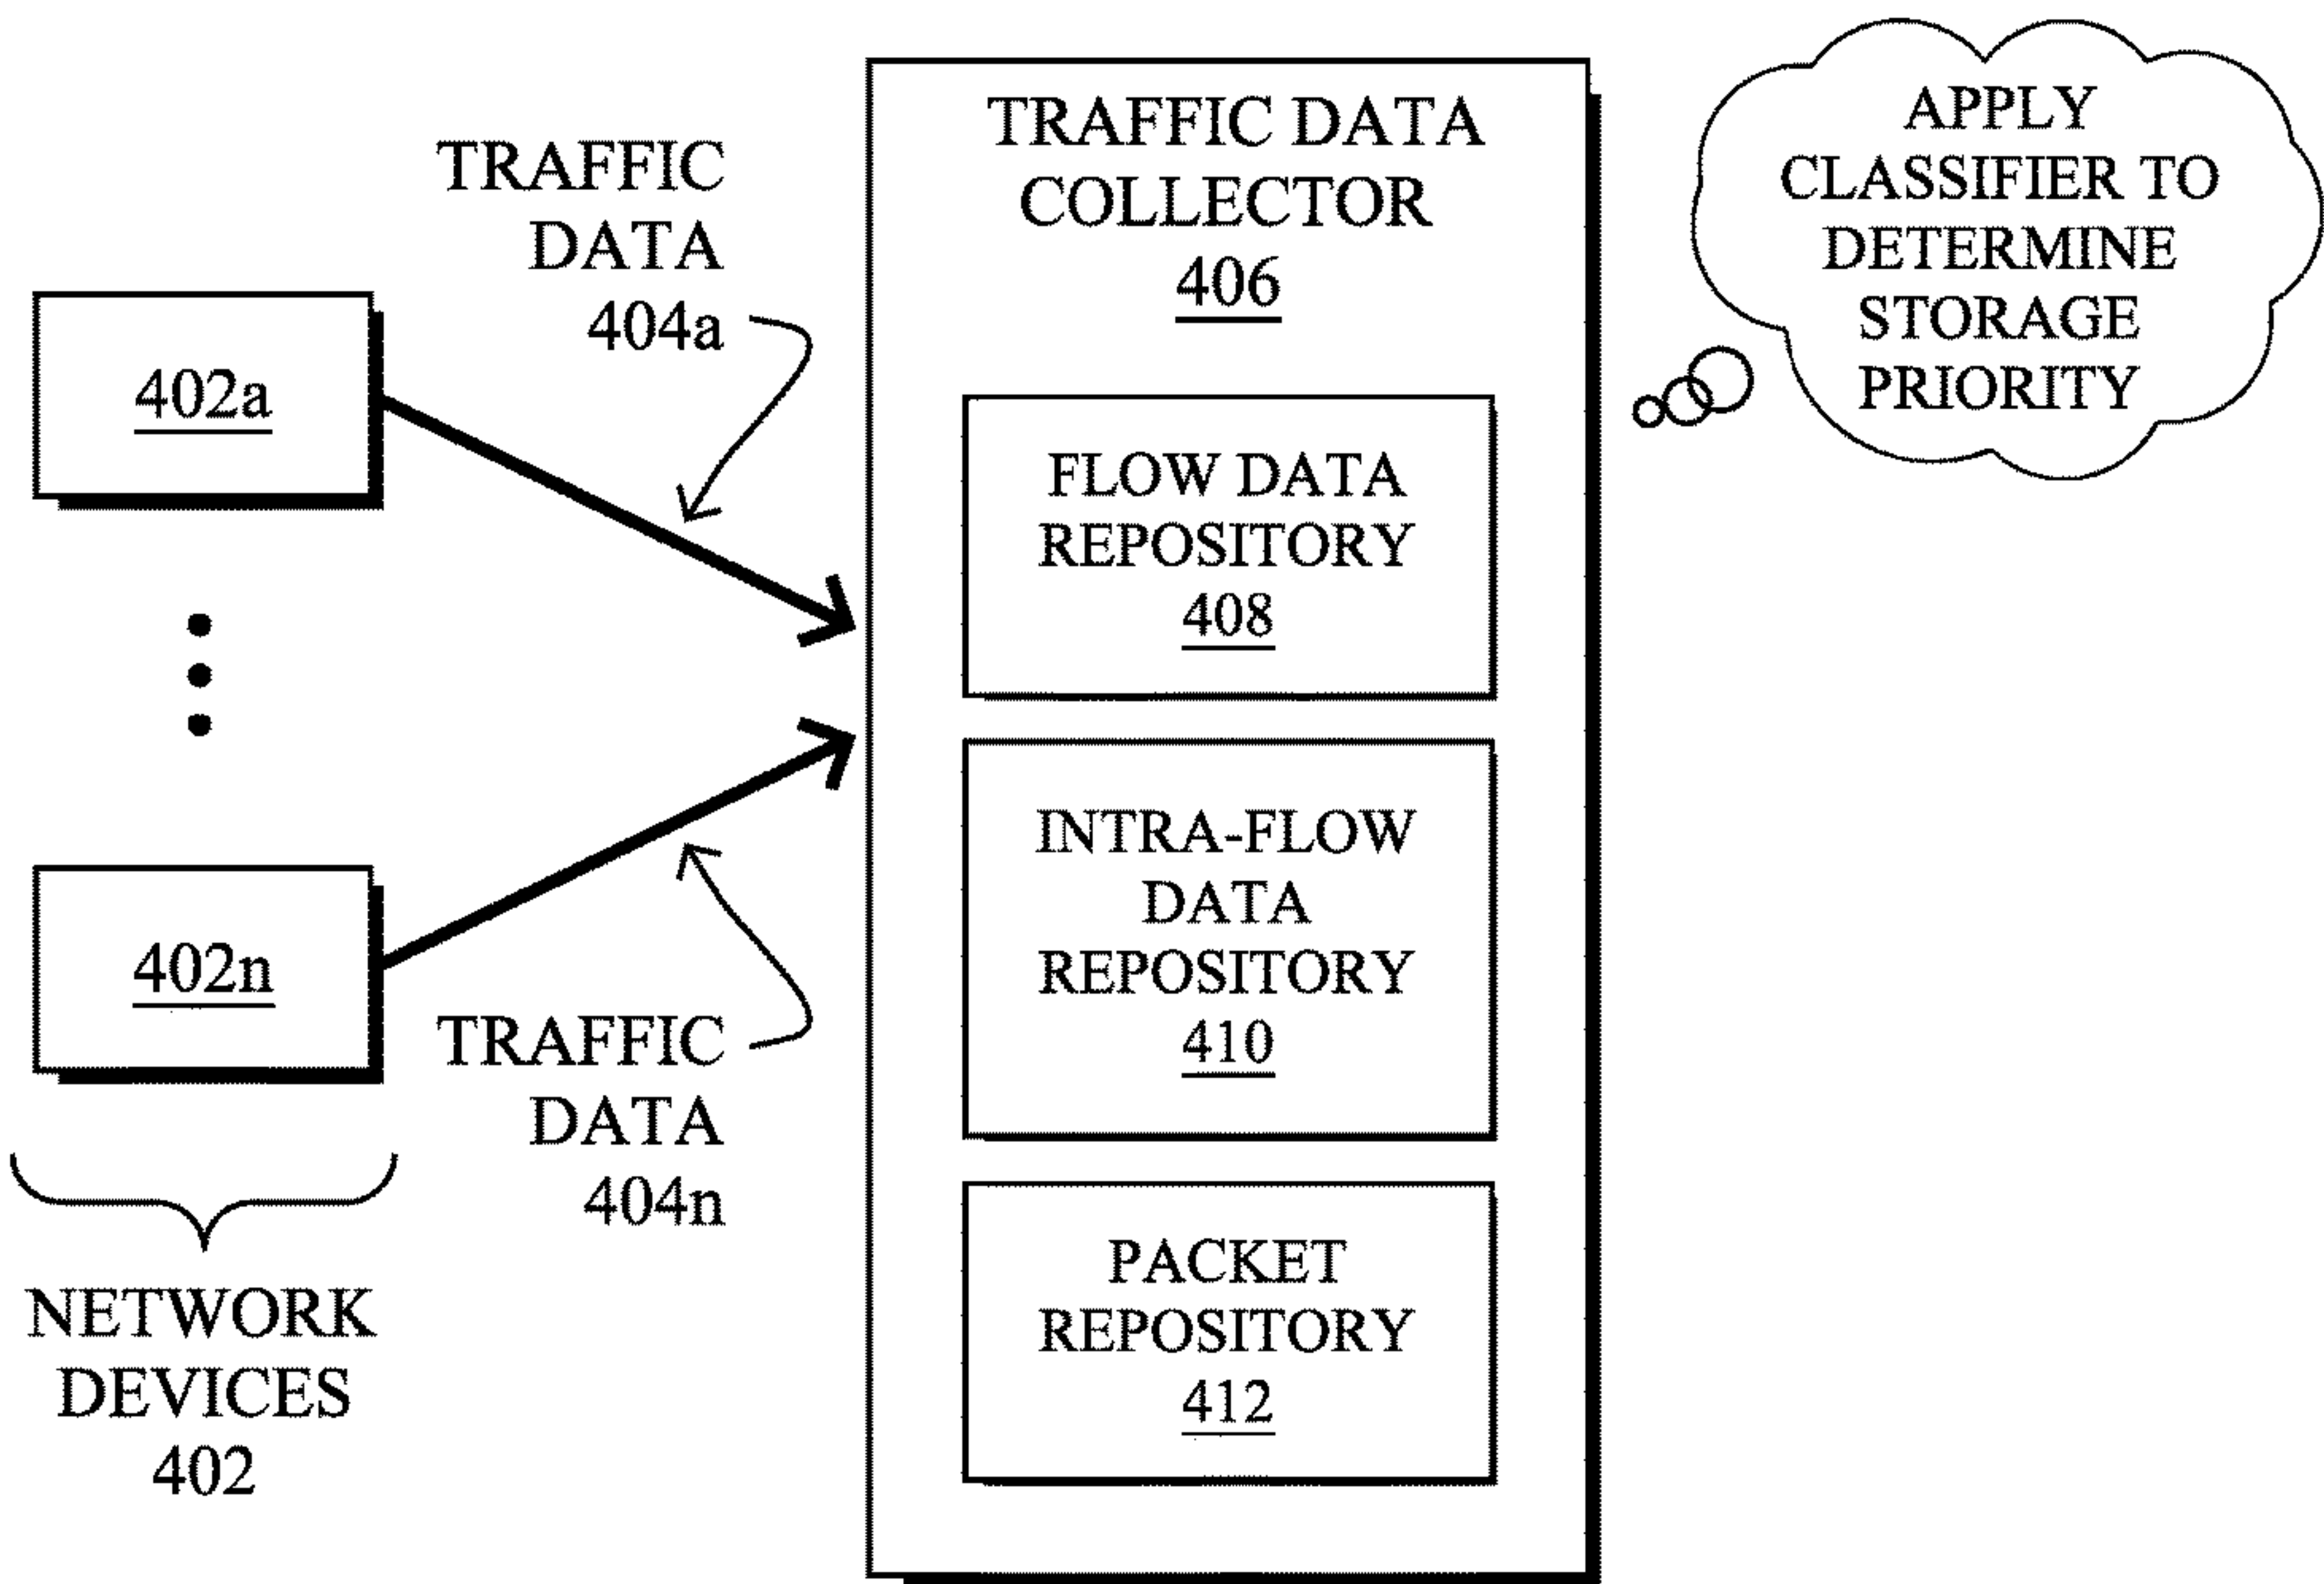 TRAFFIC
DATA
404a
402a
402n
TRAFFIC
DATA
404n
NETWORK
DEVICES
402
TRAFFIC DATA
COLLECTOR
406
FLOW DATA
REPOSITORY
408
INTRA-FLOW
DATA
REPOSITORY
410
PACKET
REPOSITORY
412
APPLY
CLASSIFIER TO
DETERMINE
STORAGE
PRIORITY